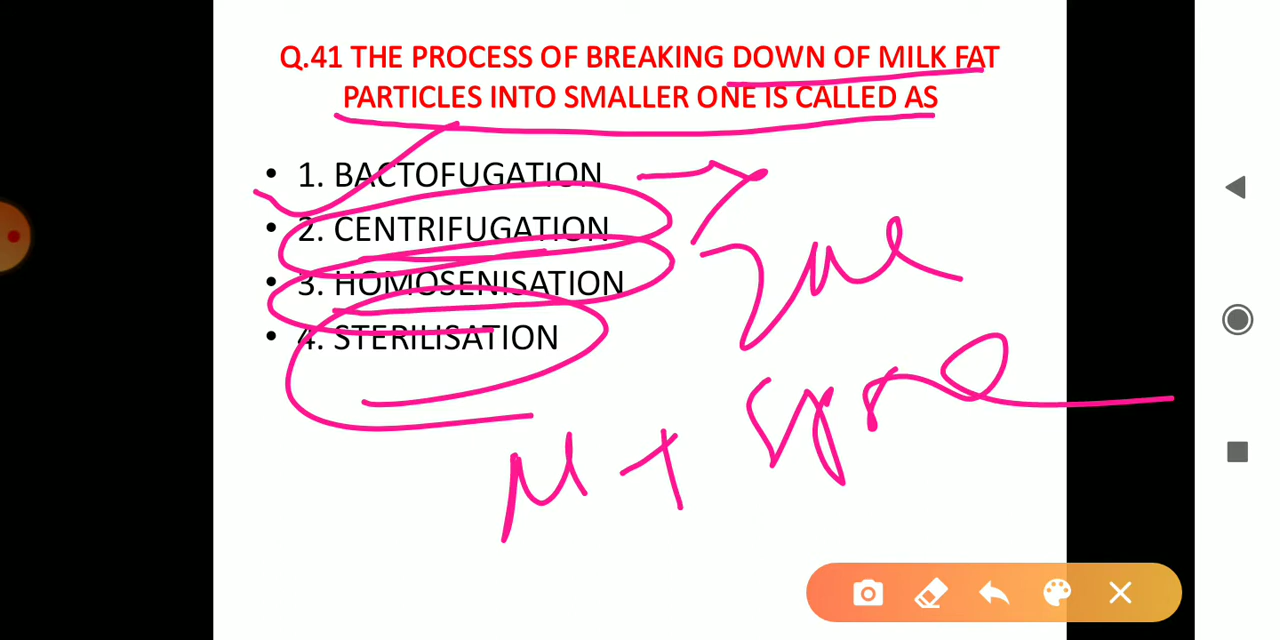 Q.41 THE PROCESS OF BREAKING DOWN OF MILK FAT
PARTICLES INTO SMALLER ONE IS CALLED AS
• 1. BACTOFUGATION
• 2. CENTRIFUGATION
• 3. HOMOSENISATION
• 4. STERILISATION